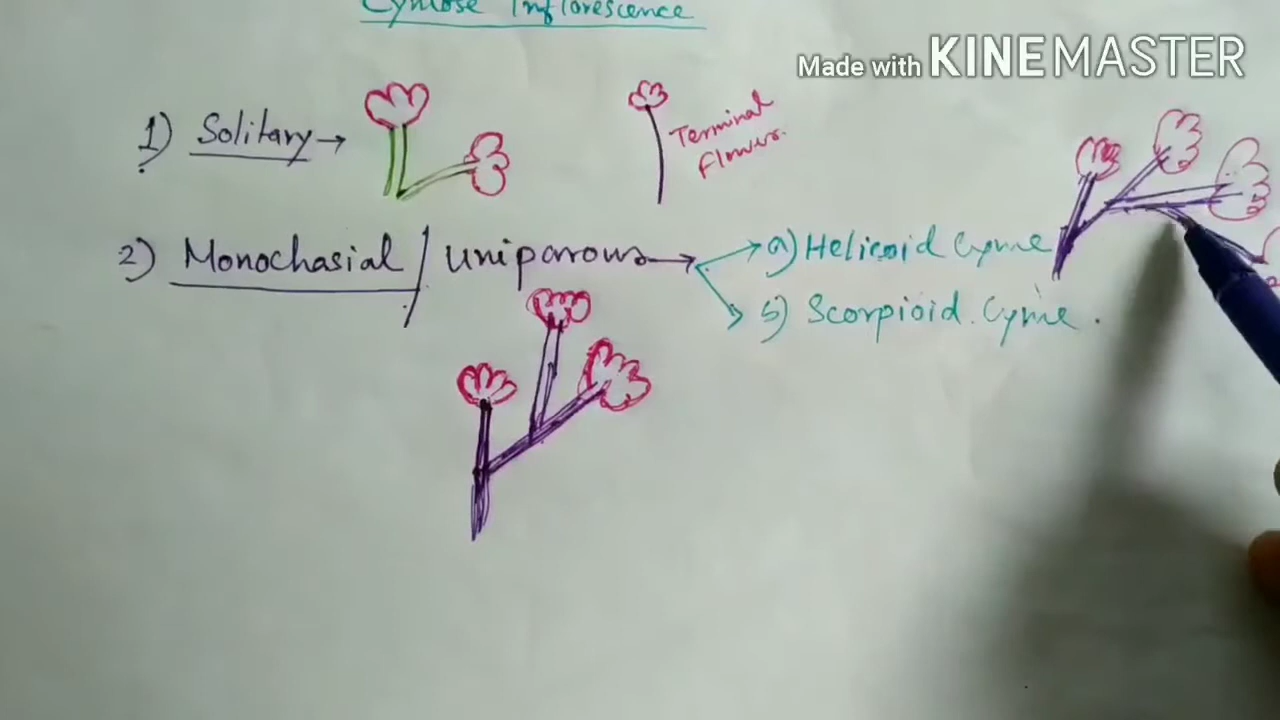 Cymose Inflorescence
Made with KINEMASTER
1) Solitary →
Terminal
Flowers.
2) Monochasial / Uniparous →
a) Helicoid Cyme
b) Scorpioid Cyme.